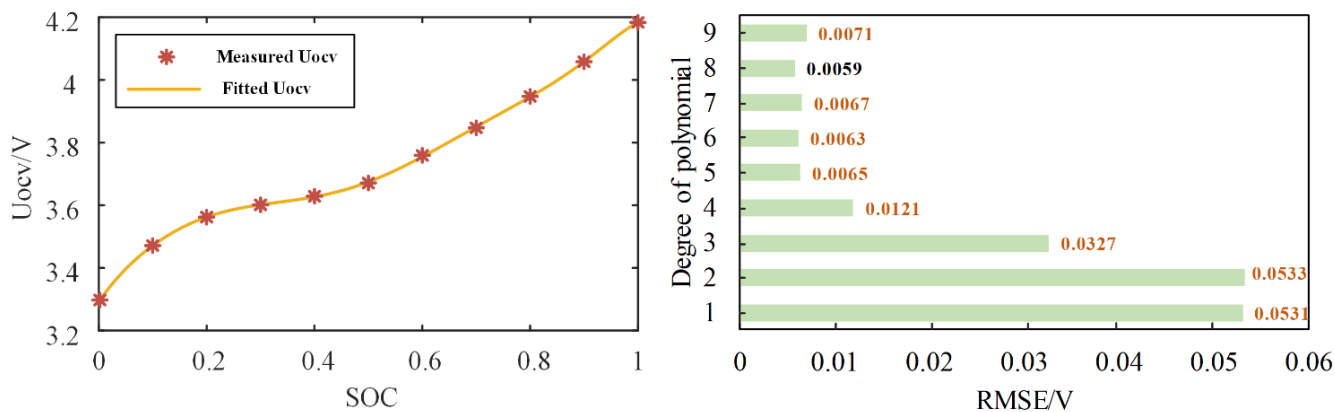 4.2
4
3.8
3.6
3.4
3.2
Uocv/V
Measured Uocv
Fitted Uocv
0 0.2 0.4 0.6 0.8 1
SOC
Degree of polynomial
9 0.0071
8 0.0059
7 0.0067
6 0.0063
5 0.0065
4 0.0121
3 0.0327
2 0.0533
1 0.0531
0 0.01 0.02 0.03 0.04 0.05 0.06
RMSE/V